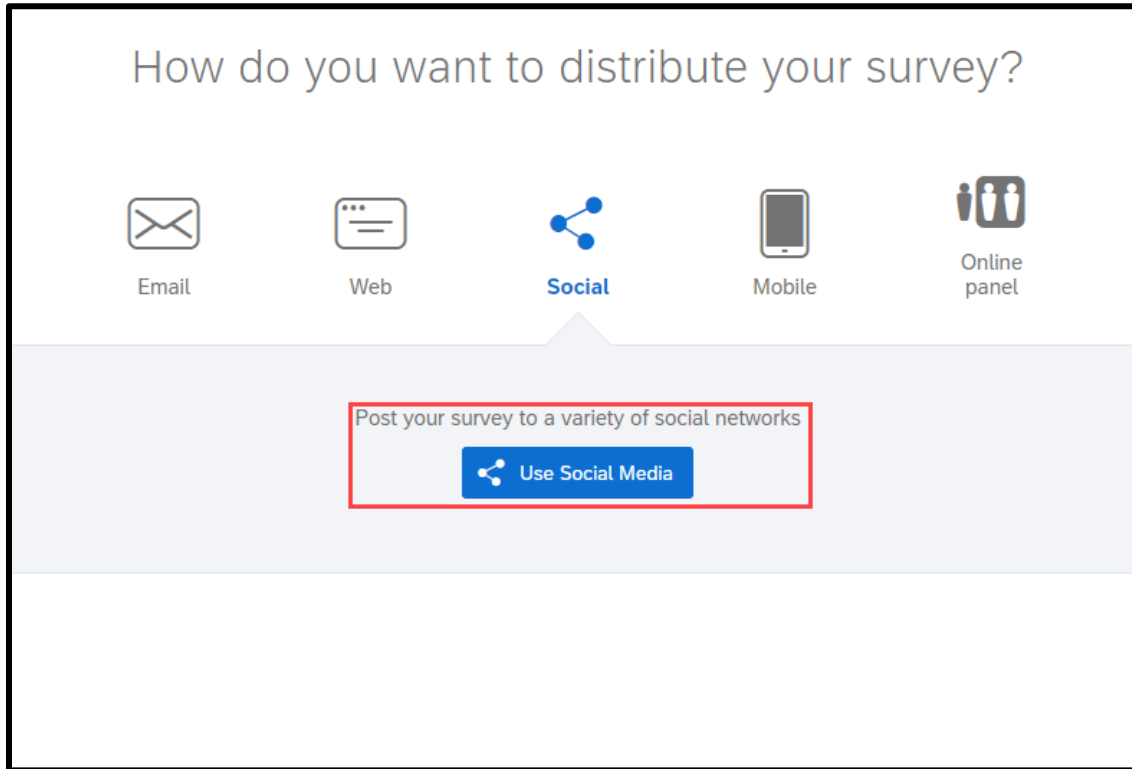 How do you want to distribute your survey?
Email
Web
Social
Mobile
Online
panel
Post your survey to a variety of social networks
Use Social Media